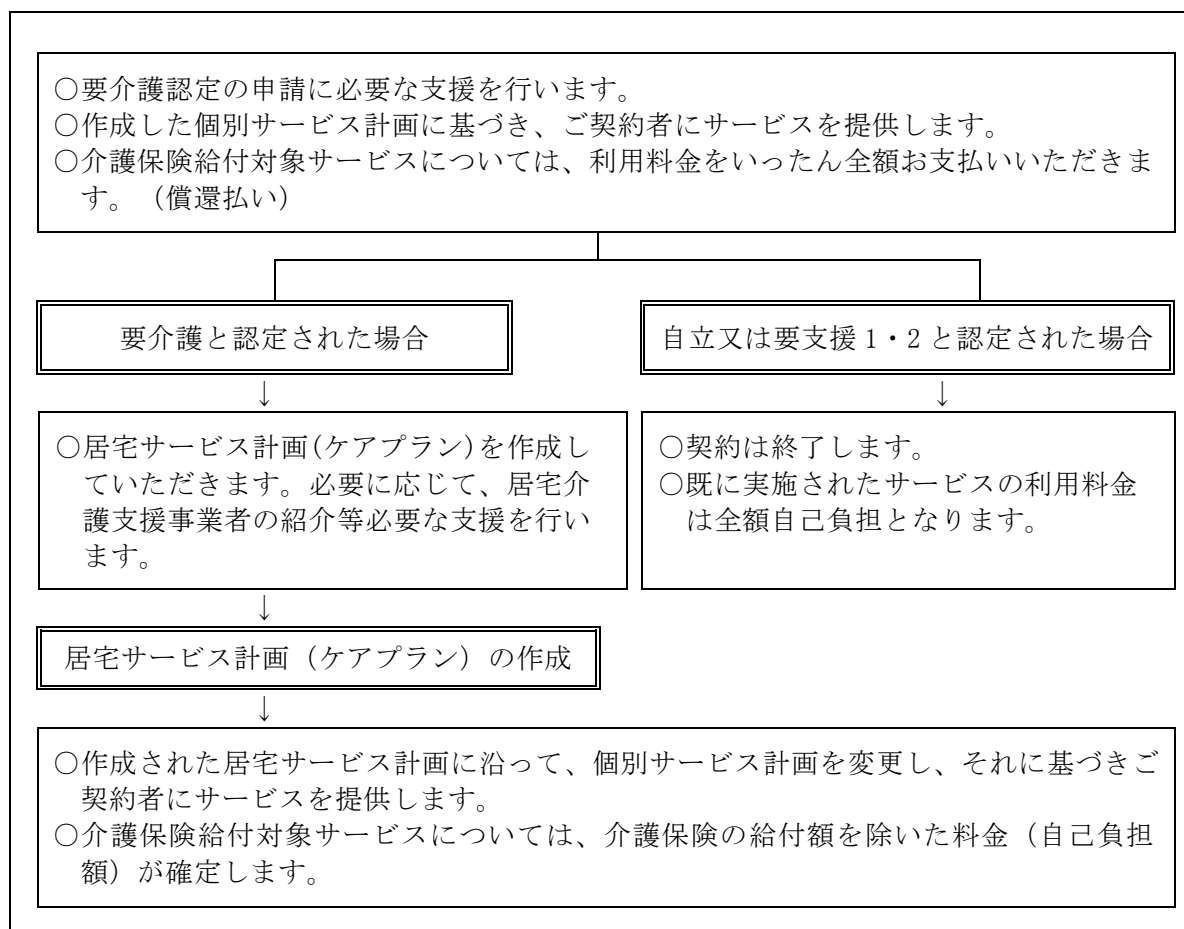 ○要介護認定の申請に必要な支援を行います。
○作成した個別サービス計画に基づき、ご契約者にサービスを提供します。
○介護保険給付対象サービスについては、利用料金をいったん全額お支払いいただきま
す。（償還払い）
要介護と認定された場合
↓
○居宅サービス計画(ケアプラン)を作成し
ていただきます。必要に応じて、居宅介
護支援事業者の紹介等必要な支援を行い
ます。
自立又は要支援1・2と認定された場合
↓
○契約は終了します。
○既に実施されたサービスの利用料金
は全額自己負担となります。
↓
居宅サービス計画（ケアプラン）の作成
↓
○作成された居宅サービス計画に沿って、個別サービス計画を変更し、それに基づきご
契約者にサービスを提供します。
○介護保険給付対象サービスについては、介護保険の給付額を除いた料金（自己負担
額）が確定します。